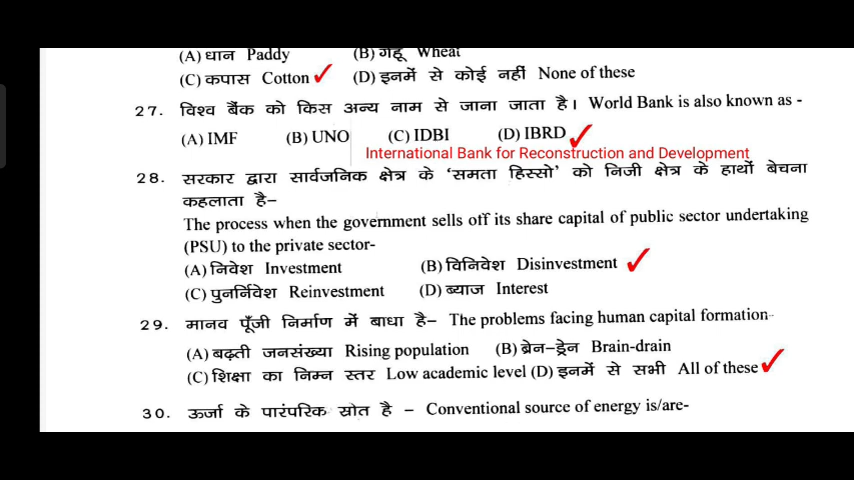 (A) धान Paddy (B) गेहूू Wheat
(C) कपास Cotton (D) इनमें से कोई नहीं None of these
27. विश्व बैंक को किस अन्य नाम से जाना जाता है। World Bank is also known as -
(A) IMF (B) UNO (C) IDBI (D) IBRD
International Bank for Reconstruction and Development
28. सरकार द्वारा सार्वजनिक क्षेत्र के ‘समता हिस्सो’ को निजी क्षेत्र के हाथों बेचना
कहलाता है–
The process when the government sells off its share capital of public sector undertaking
(PSU) to the private sector-
(A) निवेश Investment (B) विनिवेश Disinvestment
(C) पुनर्निवेश Reinvestment (D) ब्याज Interest
29. मानव पूँजी निर्माण में बाधा है– The problems facing human capital formation-
(A) बढ़ती जनसंख्या Rising population (B) ब्रेन–ड्रेन Brain-drain
(C) शिक्षा का निम्न स्तर Low academic level (D) इनमें से सभी All of these
30. ऊर्जा के पारंपरिक स्रोत है – Conventional source of energy is/are-